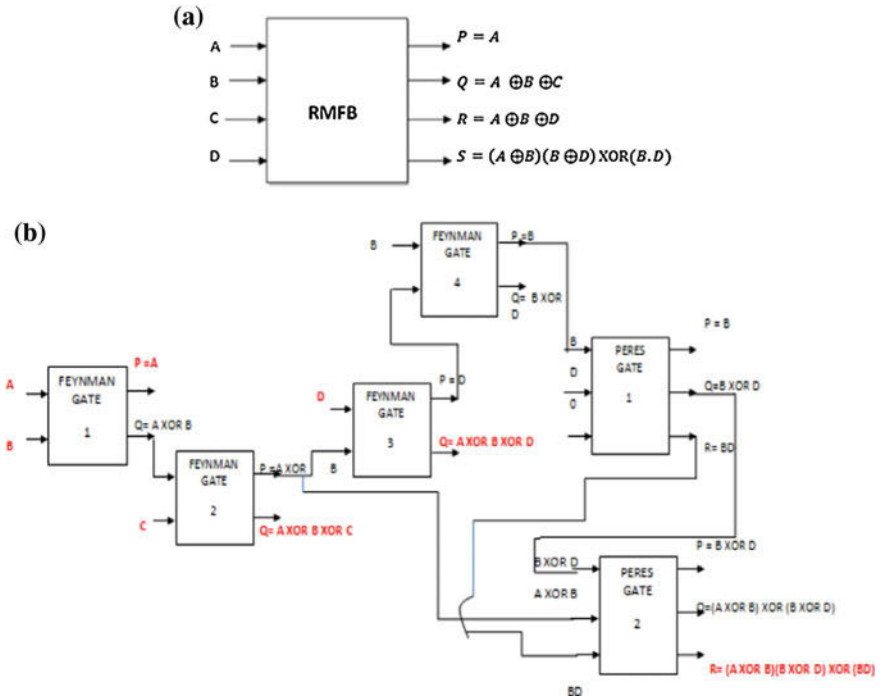 (a)
A
B
C
D
RMFB
P = A
Q = A ⊕B ⊕C
R = A ⊕B ⊕D
S = (A ⊕B)(B ⊕D) XOR(B.D)
(b)
B
FEYNMAN
GATE
4
P =B
Q= B XOR
D
A
B
FEYNMAN
GATE
1
P =A
Q= A XOR B
C
FEYNMAN
GATE
2
P =A XOR
B
Q= A XOR B XOR C
D
FEYNMAN
GATE
3
P = D
Q= A XOR B XOR D
B
D
0
PERES
GATE
1
P = B
Q=B XOR D
R= BD
B XOR D
A XOR B
BD
PERES
GATE
2
P = B XOR D
Q=(A XOR B) XOR (B XOR D)
R= (A XOR B)(B XOR D) XOR (BD)